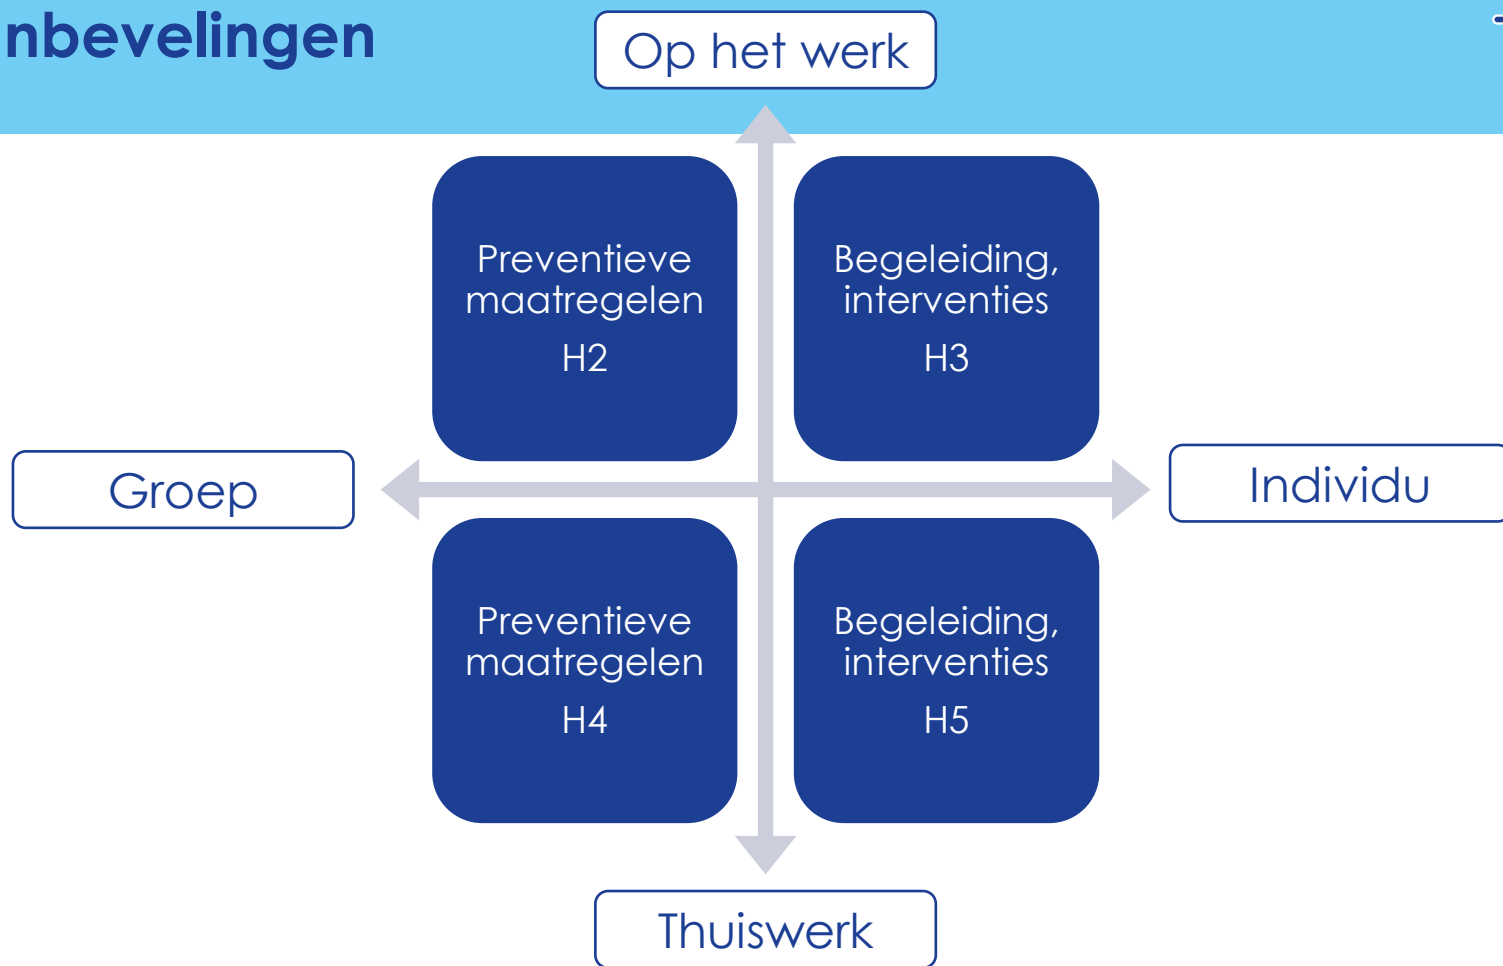 nbevelingen
Op het werk
Preventieve
maatregelen
H2
Begeleiding,
interventies
H3
Groep
Individu
Preventieve
maatregelen
H4
Begeleiding,
interventies
H5
Thuiswerk